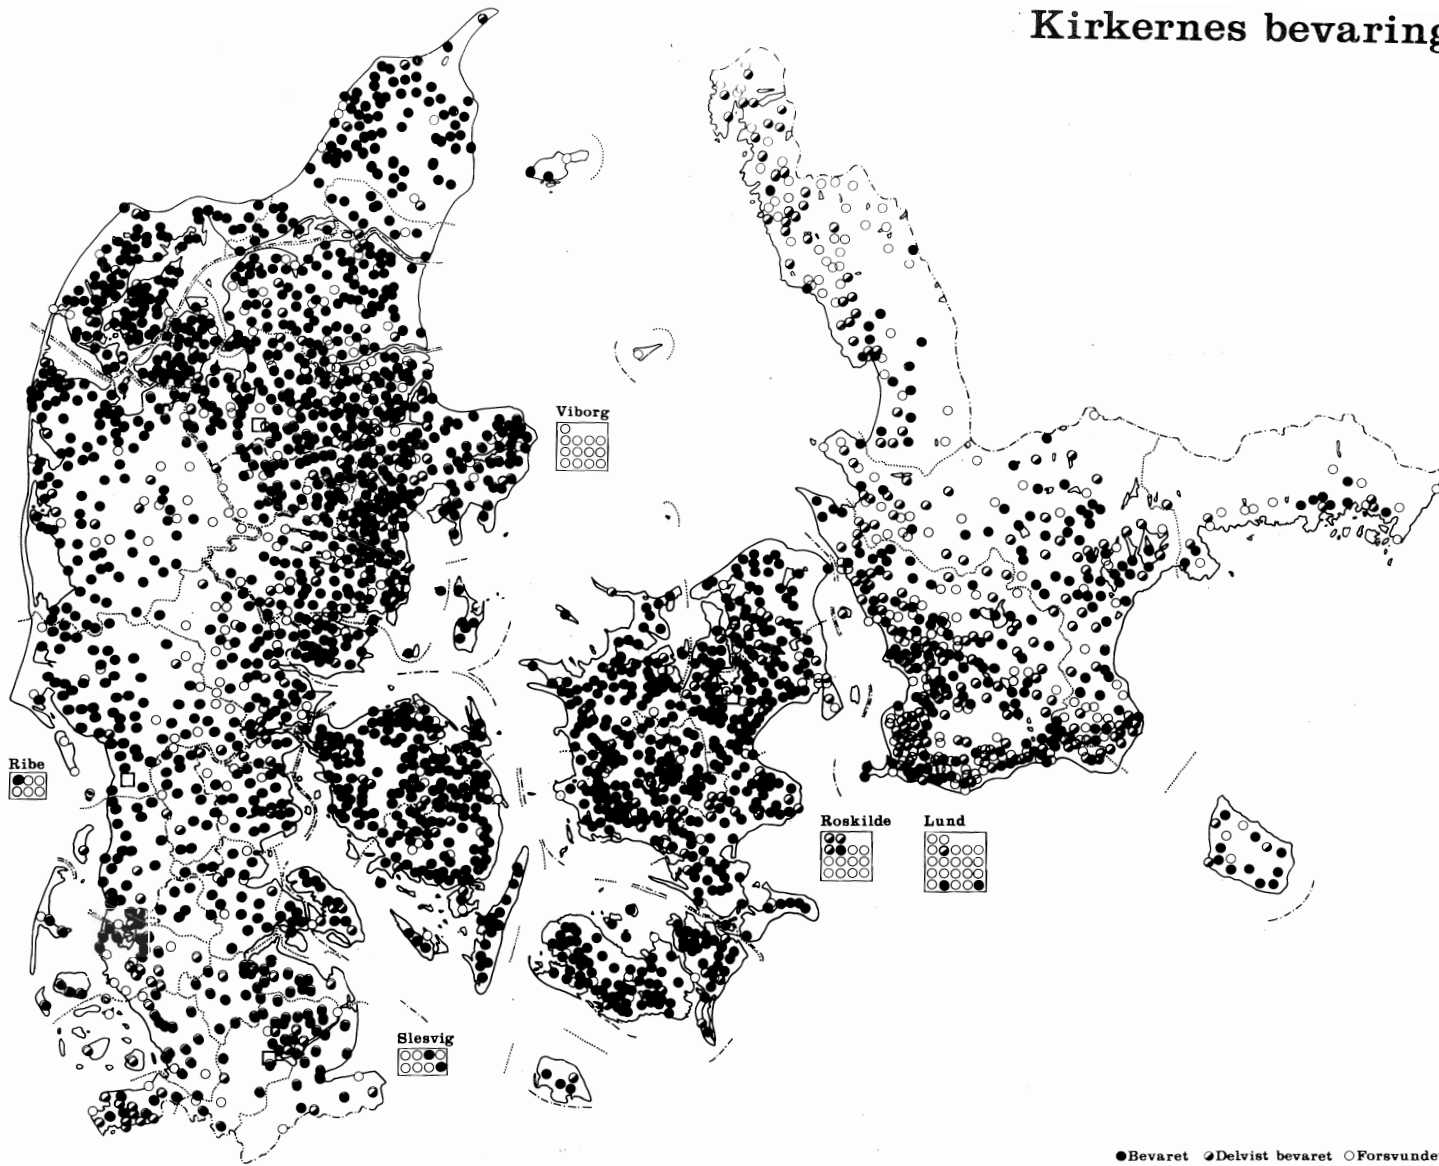 Kirkernes bevaring
Viborg
Ribe
Roskilde
Lund
Slesvig
Bevaret Delvist bevaret Forsvunde